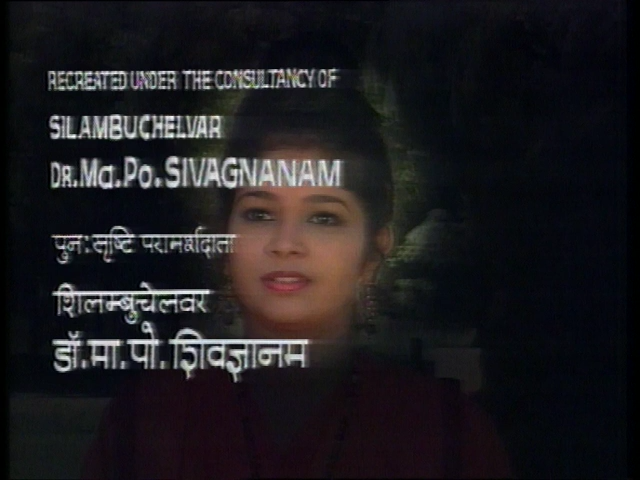 RECREATED UNDER THE CONSULTANCY OF
SILAMBUCHELVAR
DR.Ma.Po.SIVAGNANAM
पुनःसृष्टि परामर्शदाता
शिलम्बुचेलवर
डॉ.मा.पो.शिवज्ञानम